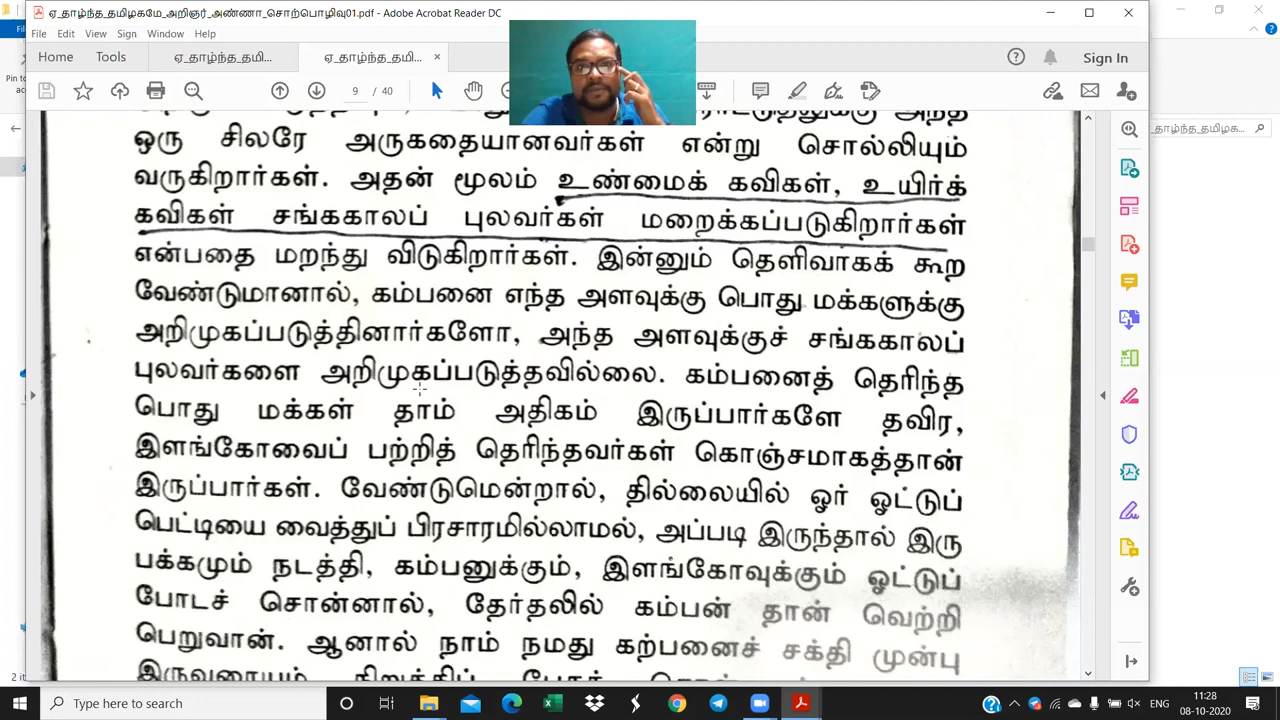 ஏ_தாழ்ந்த_தமிழகமே_அறிஞர்_அண்ணா_சொற்பொழிவு01.pdf - Adobe Acrobat Reader DC
File Edit View Sign Window Help
Home Tools ஏ_தாழ்ந்த_தமி... ஏ_தாழ்ந்த_தமி... × Sign In
9 / 40
_தாழ்ந்த_தமிழக...
ஒரு சிலரே அருகதையானவர்கள் என்று சொல்லியும்
வருகிறார்கள். அதன் மூலம் உண்மைக் கவிகள், உயிர்க்
கவிகள் சங்ககாலப் புலவர்கள் மறைக்கப்படுகிறார்கள்
என்பதை மறந்து விடுகிறார்கள். இன்னும் தெளிவாகக் கூற
வேண்டுமானால், கம்பனை எந்த அளவுக்கு பொது மக்களுக்கு
அறிமுகப்படுத்தினார்களோ, அந்த அளவுக்குச் சங்ககாலப்
புலவர்களை அறிமுகப்படுத்தவில்லை. கம்பனைத் தெரிந்த
பொது மக்கள் தாம் அதிகம் இருப்பார்களே தவிர,
இளங்கோவைப் பற்றித் தெரிந்தவர்கள் கொஞ்சமாகத்தான்
இருப்பார்கள். வேண்டுமென்றால், தில்லையில் ஓர் ஓட்டுப்
பெட்டியை வைத்துப் பிரசாரமில்லாமல், அப்படி இருந்தால் இரு
பக்கமும் நடத்தி, கம்பனுக்கும், இளங்கோவுக்கும் ஓட்டுப்
போடச் சொன்னால், தேர்தலில் கம்பன் தான் வெற்றி
பெறுவான். ஆனால் நாம் நமது கற்பனைச் சக்தி முன்பு
Type here to search
ENG
11:28
08-10-2020